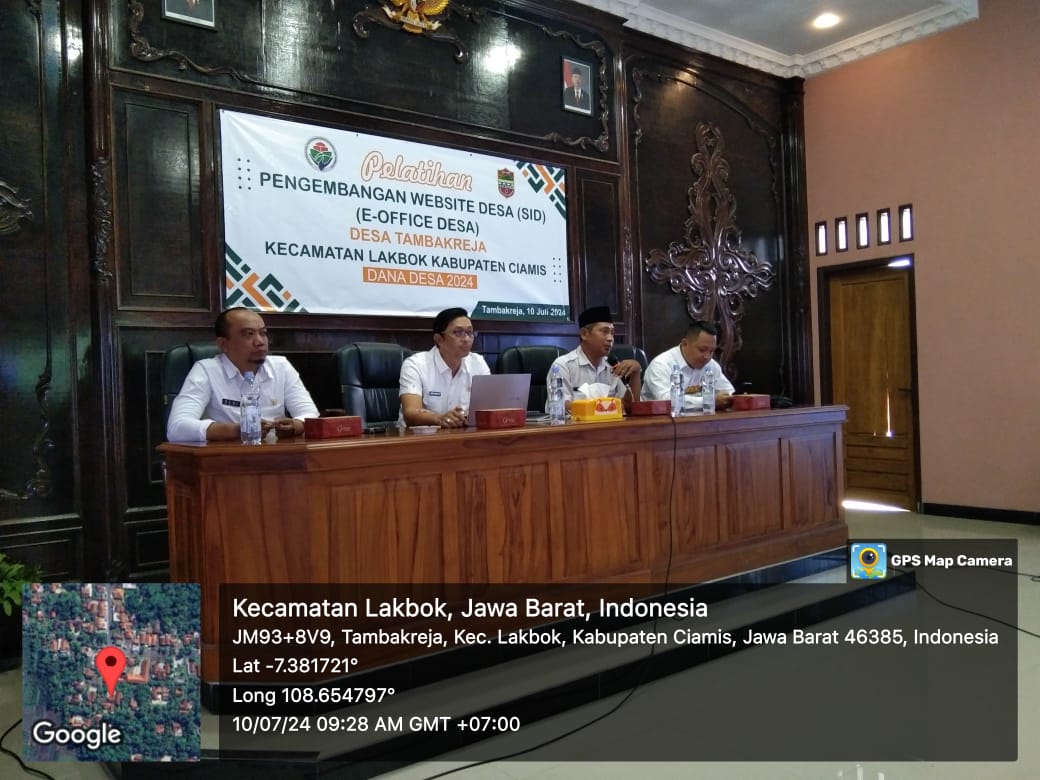 Pelatihan
PENGEMBANGAN WEBSITE DESA (SID)
(E-OFFICE DESA)
DESA TAMBAKREJA
KECAMATAN LAKBOK KABUPATEN CIAMIS
DANA DESA 2024
Tambakreja, 10 Juli 2024
GPS Map Camera
Kecamatan Lakbok, Jawa Barat, Indonesia
JM93+8V9, Tambakreja, Kec. Lakbok, Kabupaten Ciamis, Jawa Barat 46385, Indonesia
Lat -7.381721°
Long 108.654797°
10/07/24 09:28 AM GMT +07:00
Google